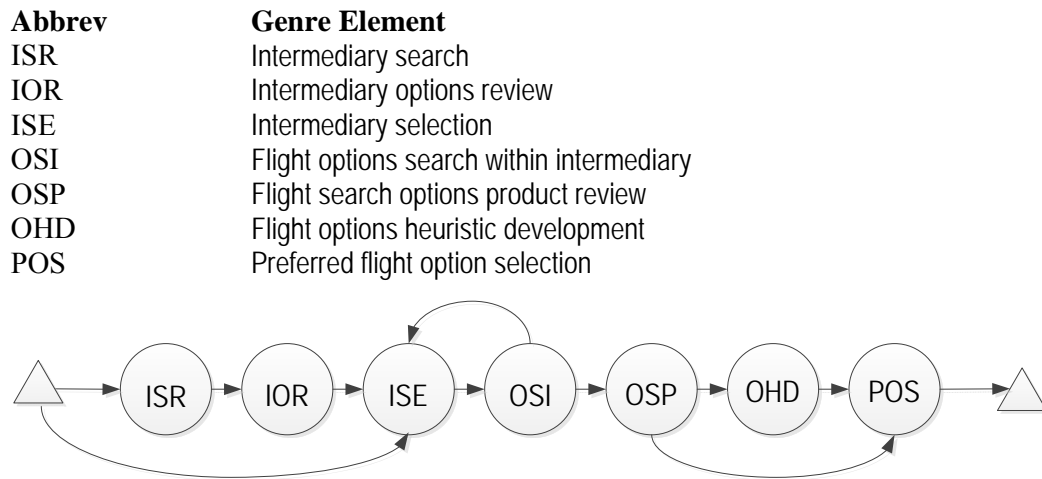 Abbrev Genre Element
ISR Intermediary search
IOR Intermediary options review
ISE Intermediary selection
OSI Flight options search within intermediary
OSP Flight search options product review
OHD Flight options heuristic development
POS Preferred flight option selection
ISR IOR ISE OSI OSP OHD POS